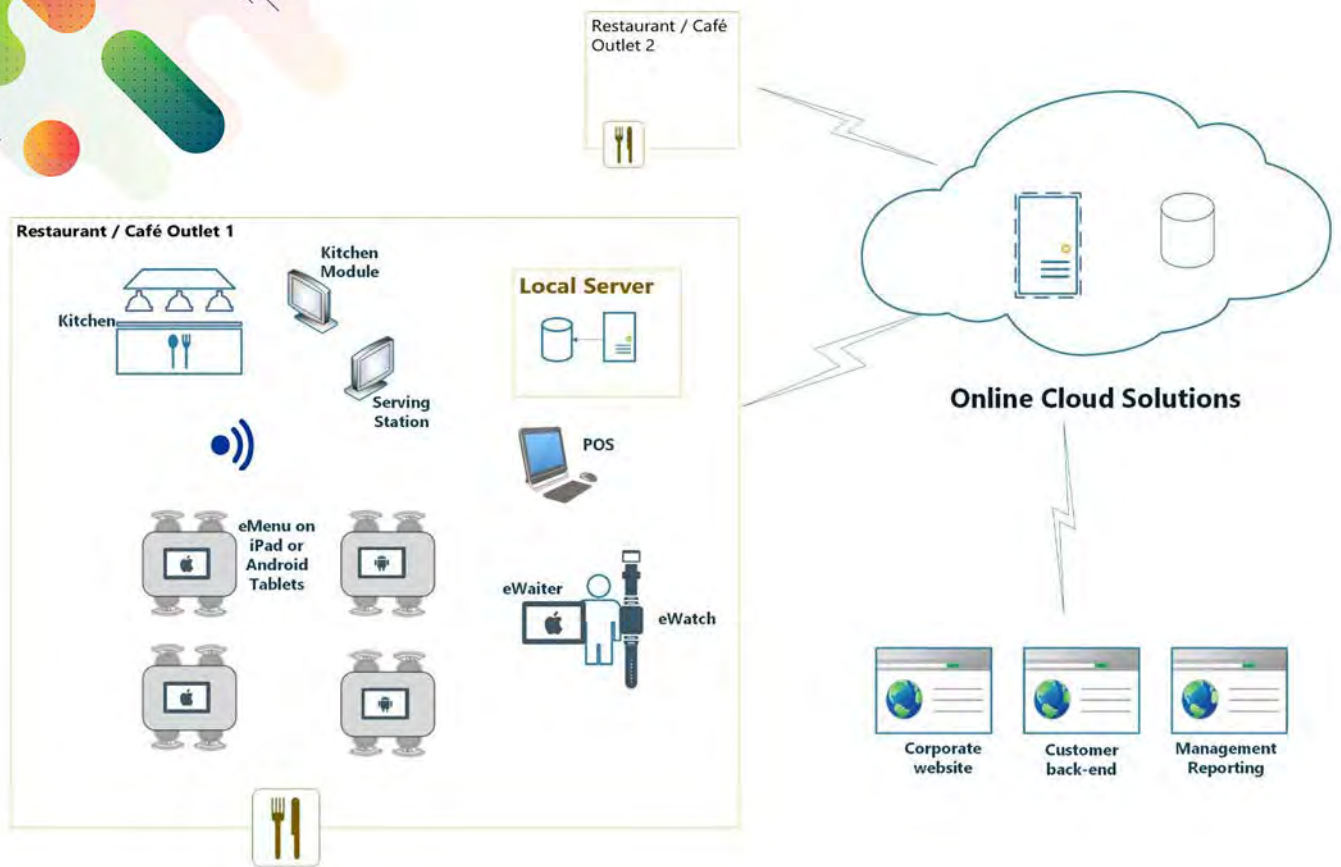 Restaurant / Café
Outlet 2
Restaurant / Café Outlet 1
Kitchen
Module
Kitchen
Serving
Station
Local Server
POS
eMenu on
iPad or
Android
Tablets
eWaiter
eWatch
Online Cloud Solutions
Corporate
website
Customer
back-end
Management
Reporting